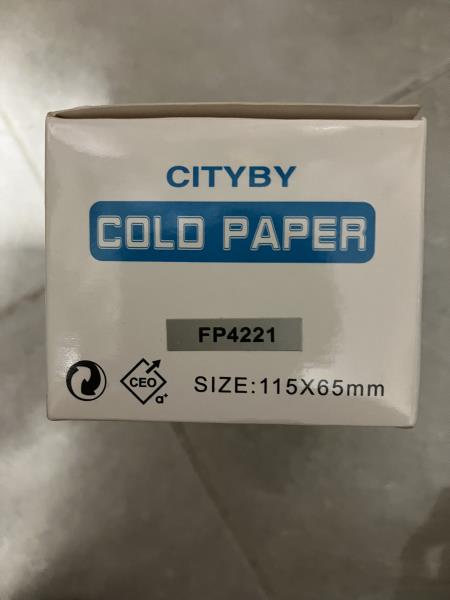 CITYBY
COLD PAPER
FP4221
CEO
a+
SIZE:115X65mm